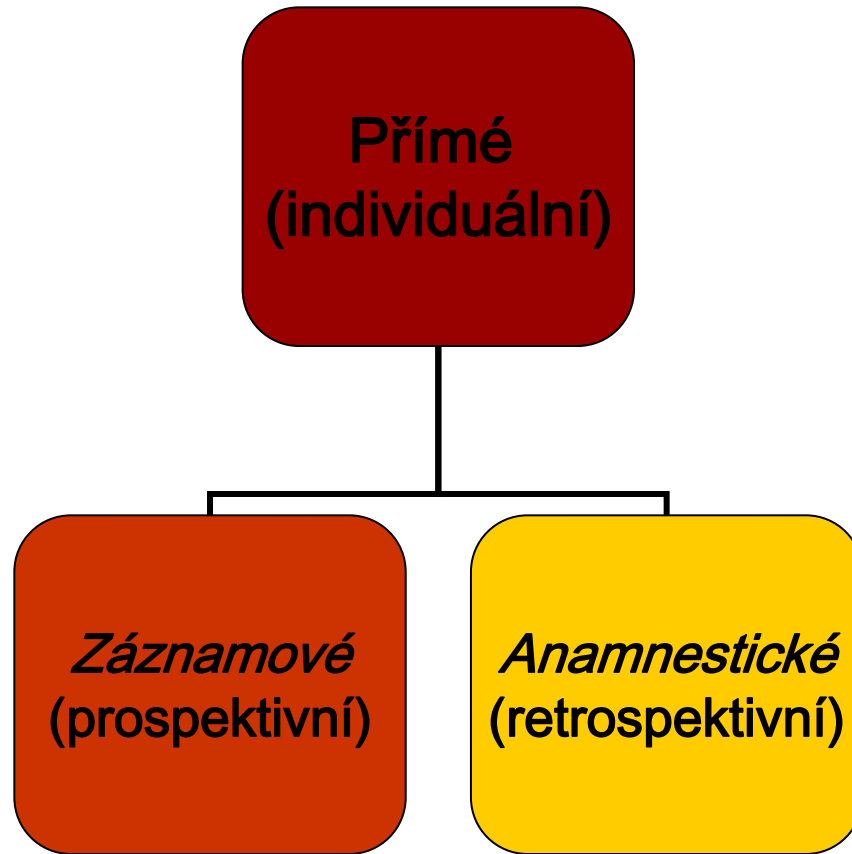 Přímé
(individuální)
Záznamové
(prospektivní)
Anamnestické
(retrospektivní)